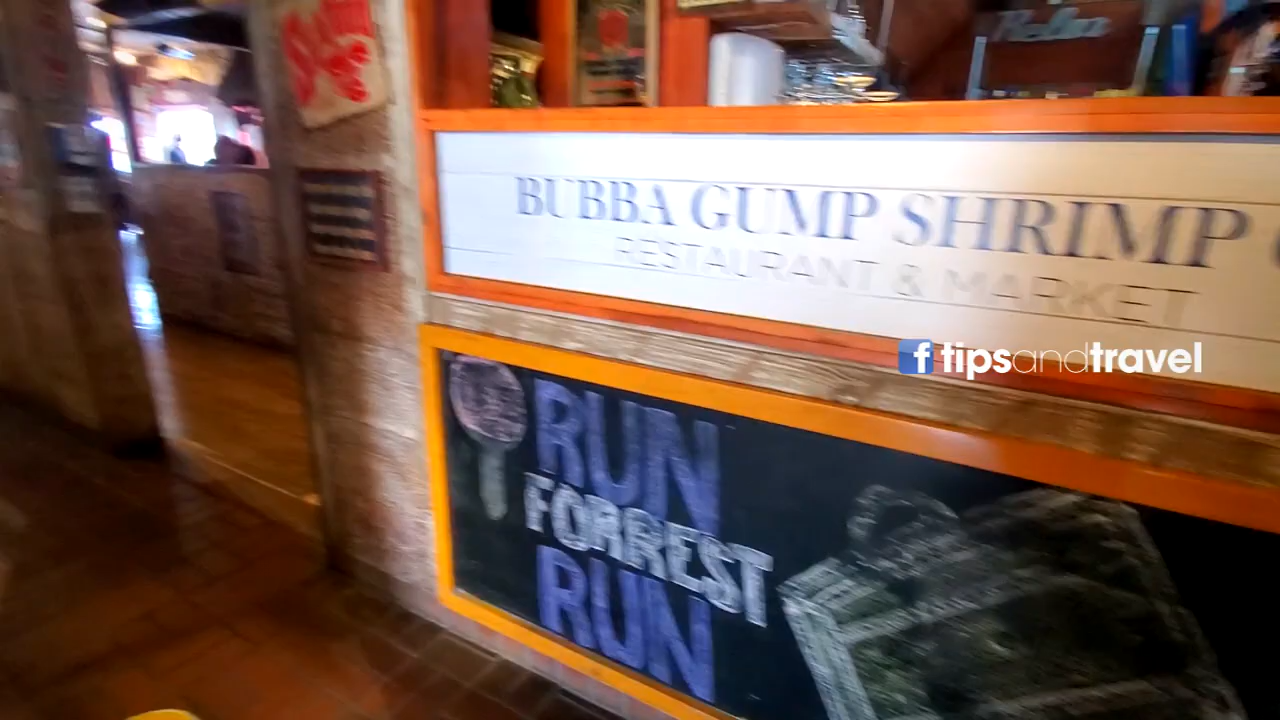 BUBBA GUMP SHRIMP
RESTAURANT & MARKET
f tipsandtravel
RUN
FORREST
RUN